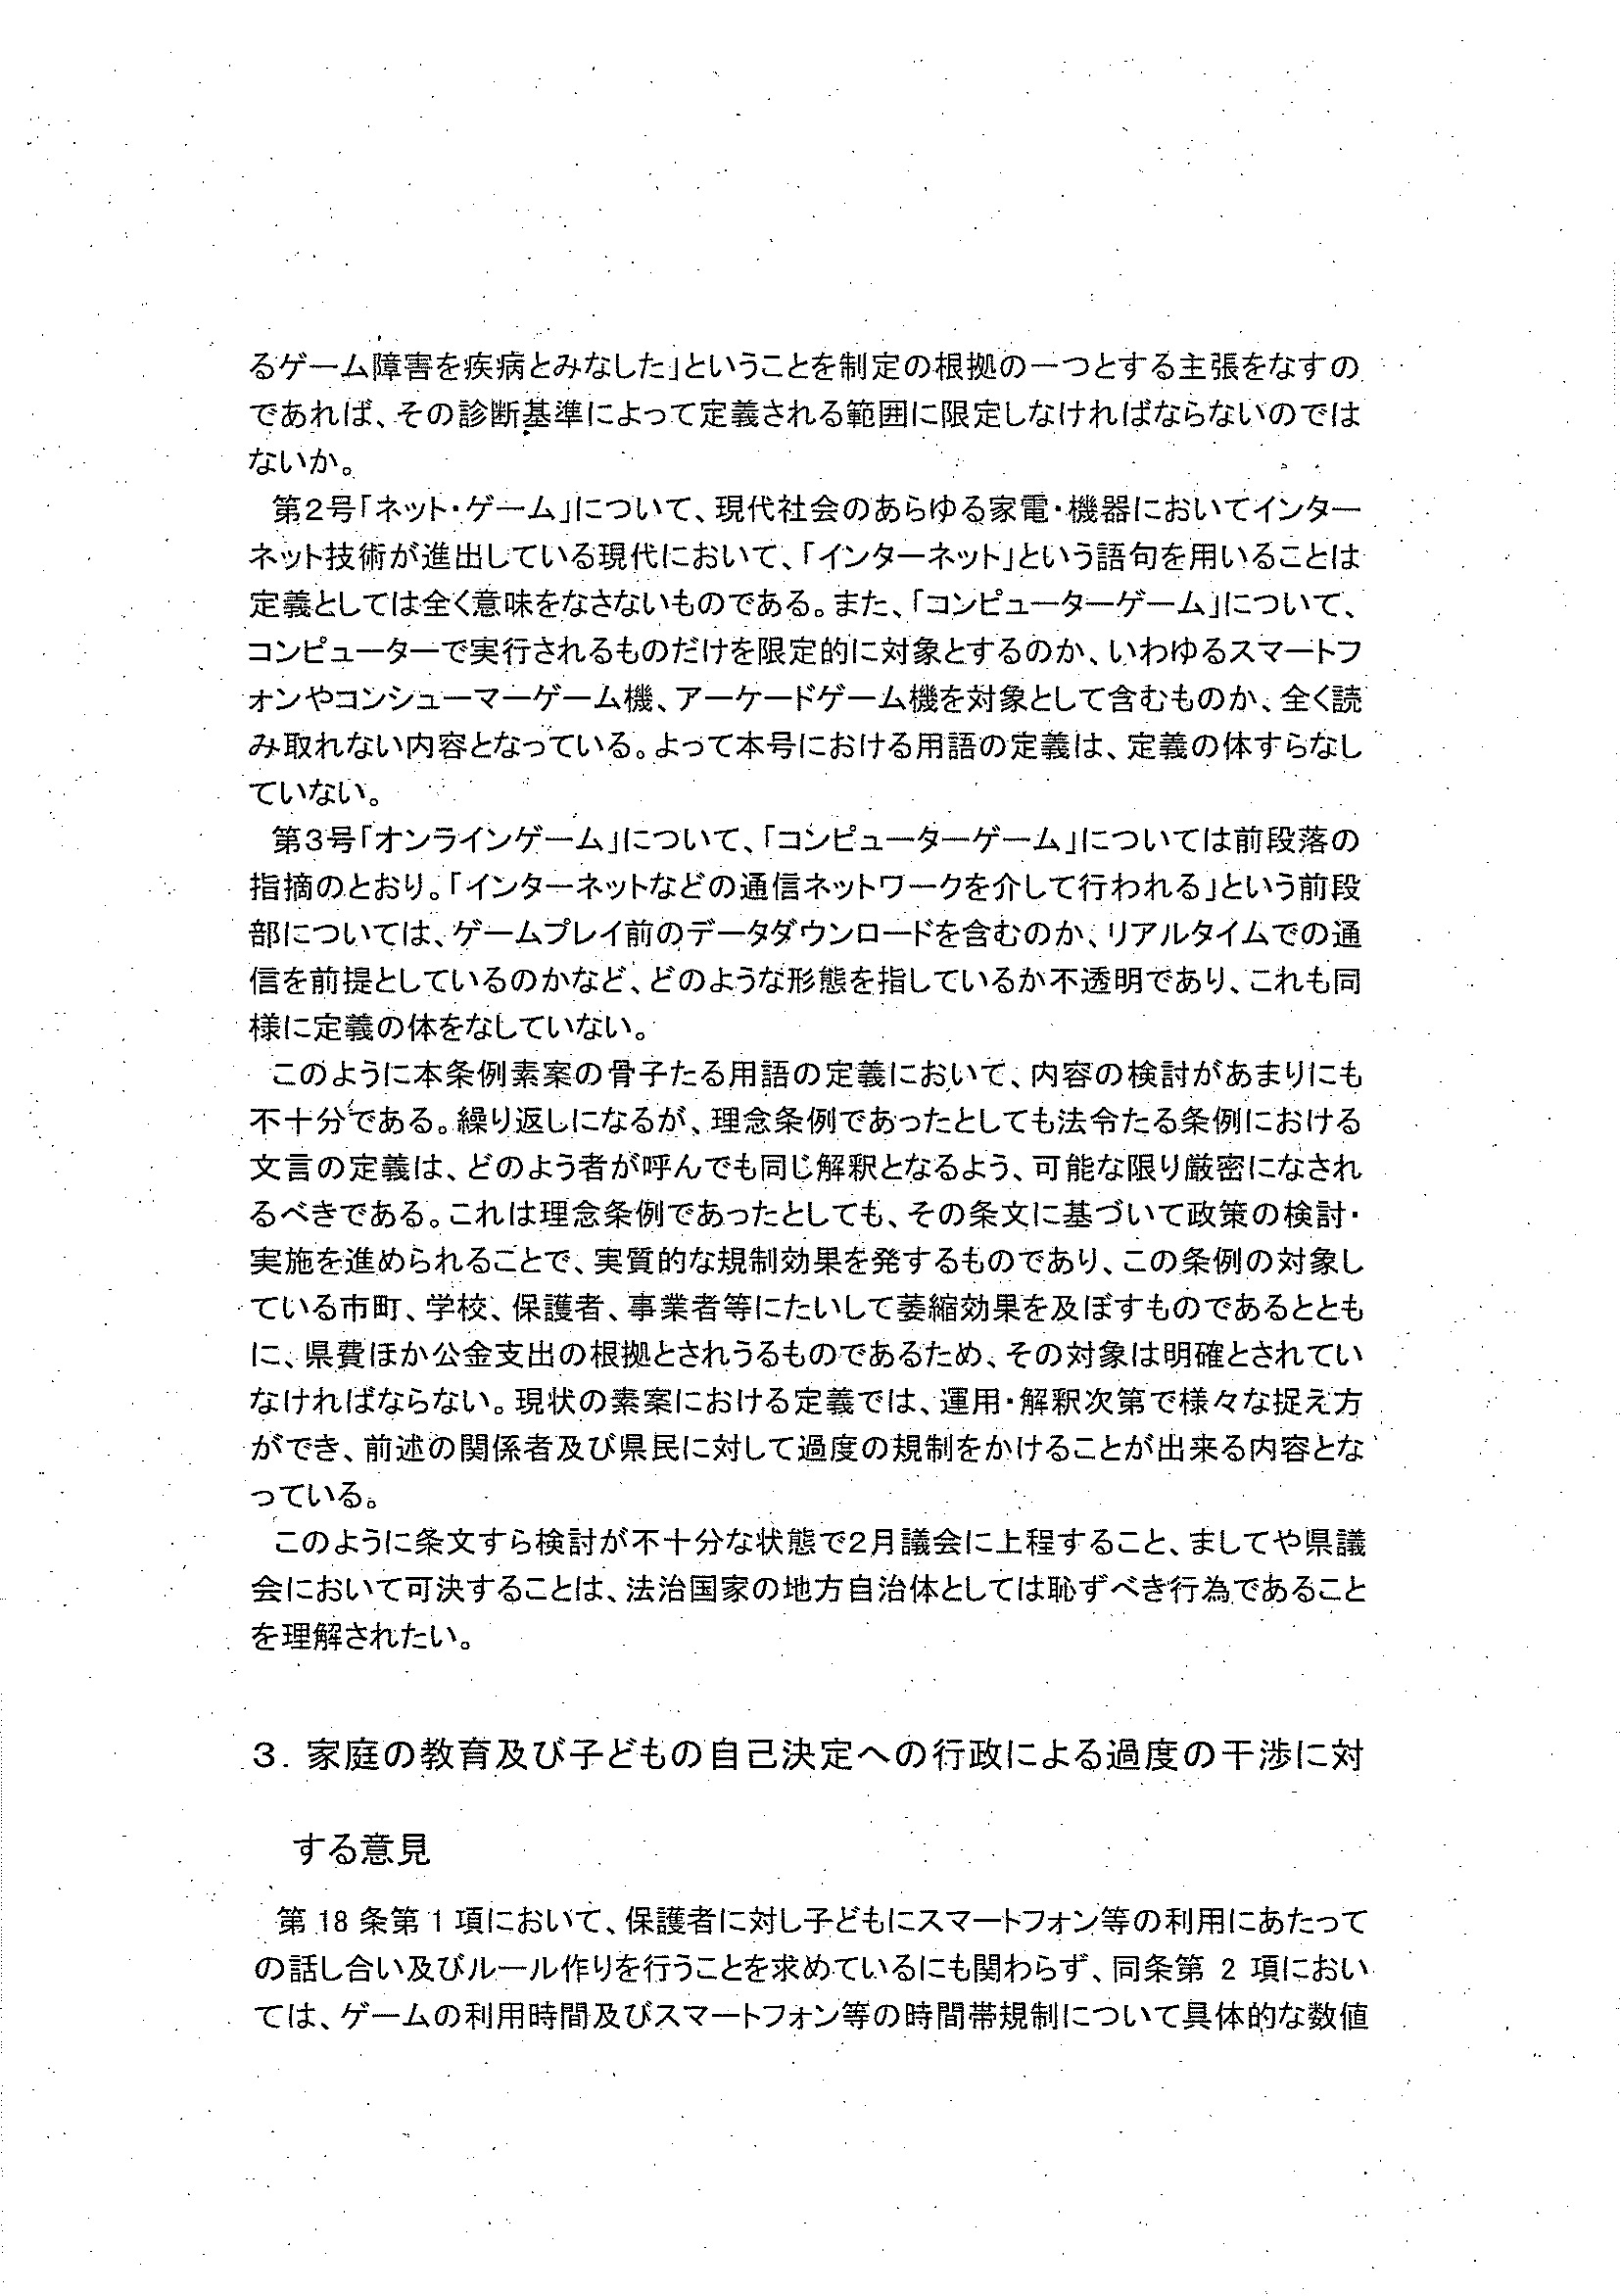 るゲーム障害を疾病とみなした」ということを制定の根拠の一つとする主張をなすの
であれば、その診断基準によって定義される範囲に限定しなければならないのでは
ないか。
第2号「ネット・ゲーム」について、現代社会のあらゆる家電・機器においてインター
ネット技術が進出している現代において、「インターネット」という語句を用いることは
定義としては全く意味をなさないものである。また、「コンピューターゲーム」について、
コンピューターで実行されるものだけを限定的に対象とするのか、いわゆるスマートフ
ォンやコンシューマーゲーム機、アーケードゲーム機を対象として含むものか、全く読
み取れない内容となっている。よって本号における用語の定義は、定義の体すらなし
ていない。
第3号「オンラインゲーム」について、「コンピューターゲーム」については前段落の
指摘のとおり。「インターネットなどの通信ネットワークを介して行われる」という前段
部については、ゲームプレイ前のデータダウンロードを含むのか、リアルタイムでの通
信を前提としているのかなど、どのような形態を指しているか不透明であり、これも同
様に定義の体をなしていない。
このように本条例素案の骨子たる用語の定義において、内容の検討があまりにも
不十分である。繰り返しになるが、理念条例であったとしても法令たる条例における
文言の定義は、どのよう者が呼んでも同じ解釈となるよう、可能な限り厳密になされ
るべきである。これは理念条例であったとしても、その条文に基づいて政策の検討・
実施を進められることで、実質的な規制効果を発するものであり、この条例の対象し
ている市町、学校、保護者、事業者等にたいして萎縮効果を及ぼすものであるととも
に、県費ほか公金支出の根拠とされうるものであるため、その対象は明確とされてい
なければならない。現状の素案における定義では、運用・解釈次第で様々な捉え方
ができ、前述の関係者及び県民に対して過度の規制をかけることが出来る内容とな
っている。
このように条文すら検討が不十分な状態で2月議会に上程すること、ましてや県議
会において可決することは、法治国家の地方自治体としては恥ずべき行為であること
を理解されたい。
3. 家庭の教育及び子どもの自己決定への行政による過度の干渉に対
する意見
第 18 条第 1 項において、保護者に対し子どもにスマートフォン等の利用にあたって
の話し合い及びルール作りを行うことを求めているにも関わらず、同条第 2 項におい
ては、ゲームの利用時間及びスマートフォン等の時間帯規制について具体的な数値